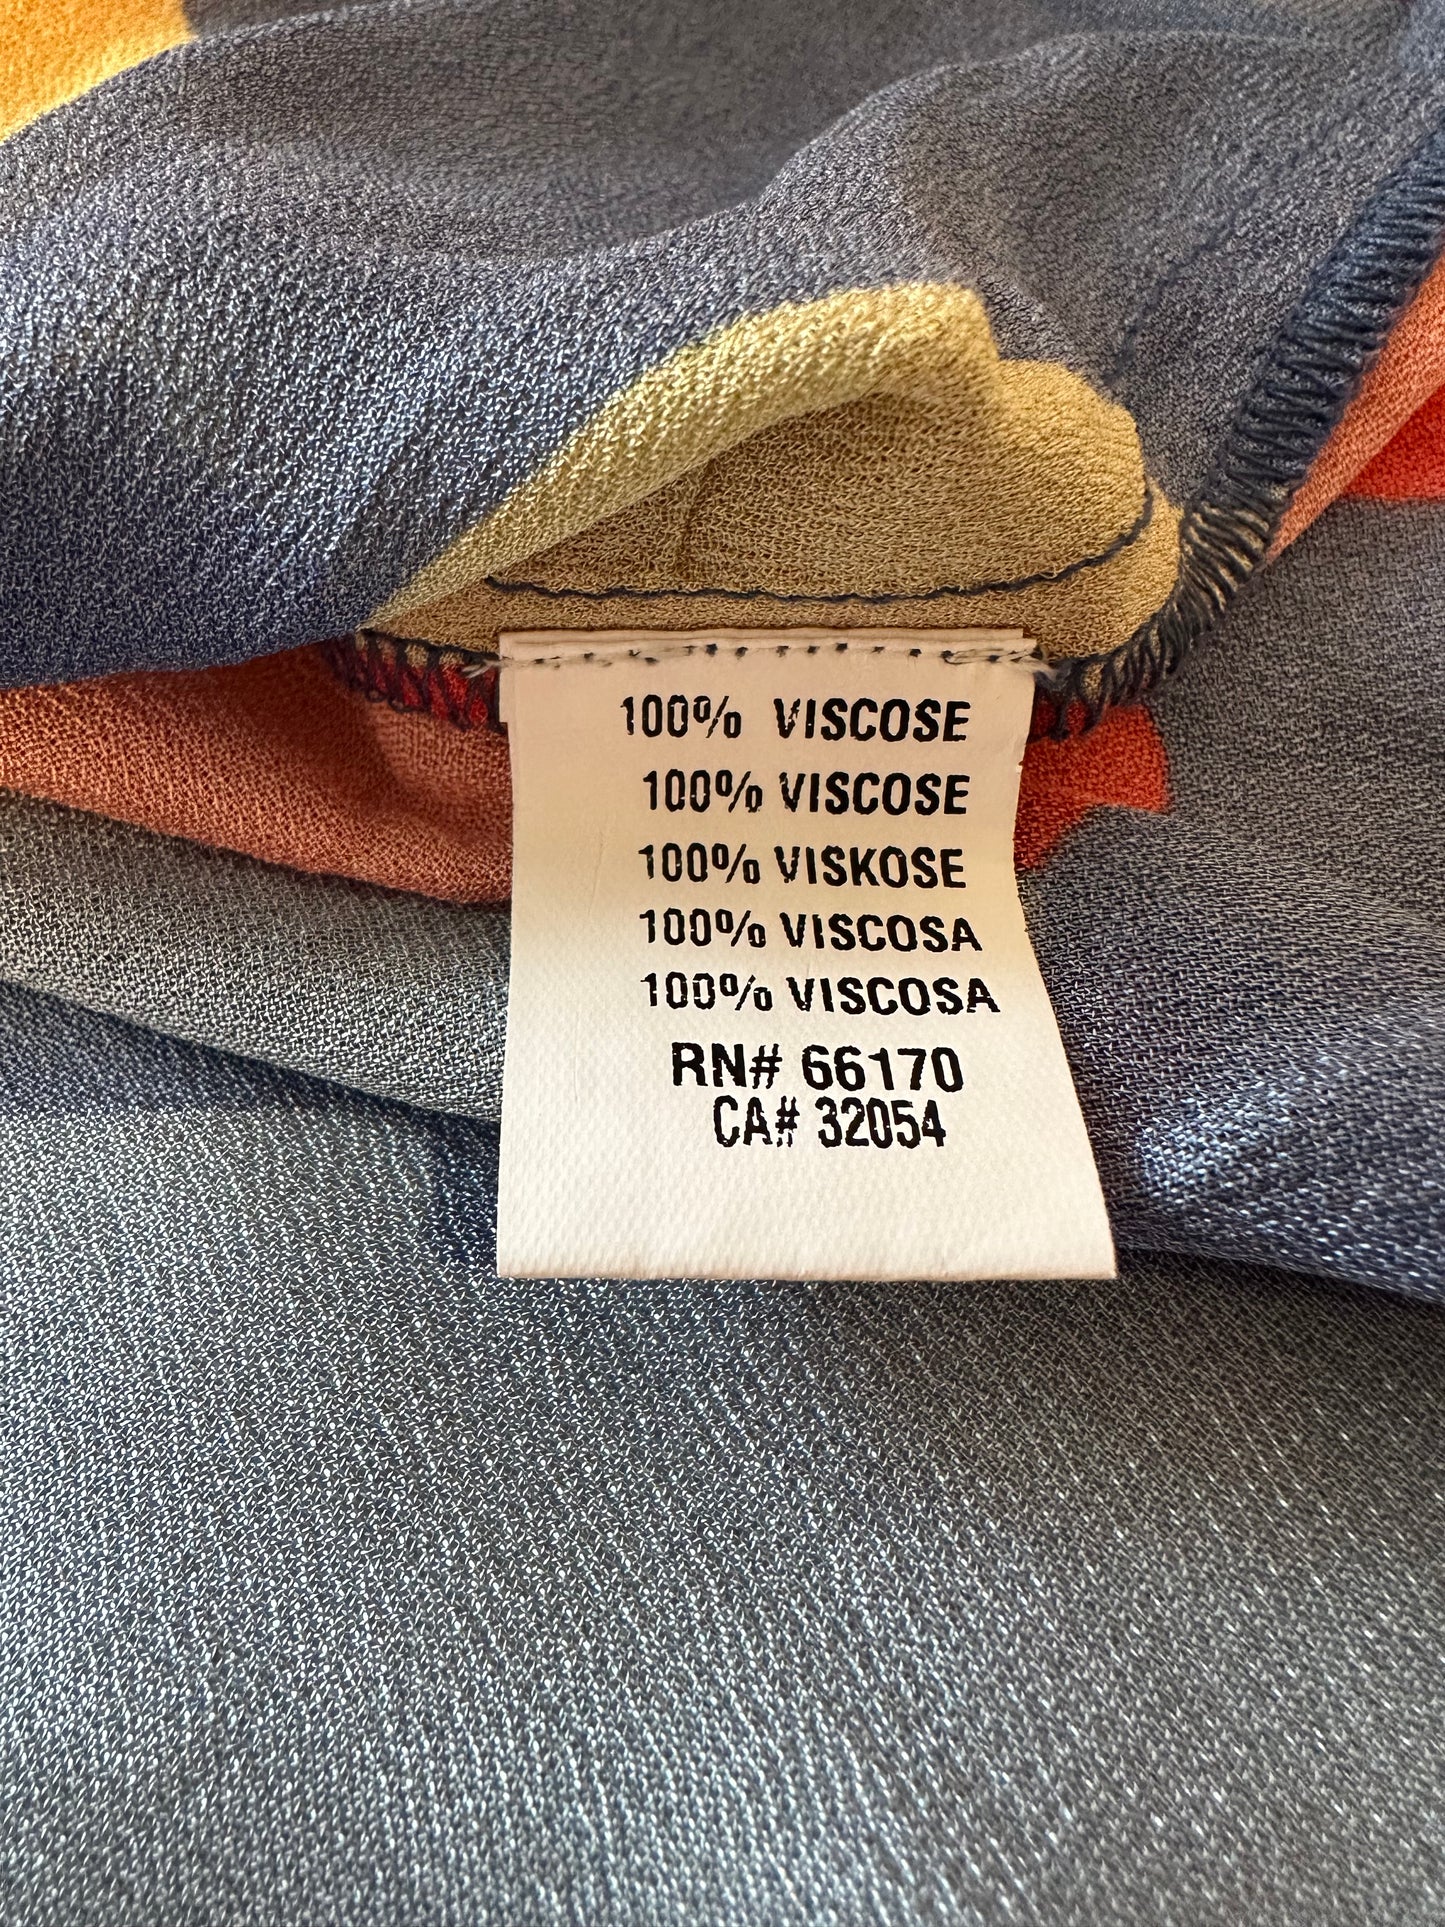 100% VISCOSE
100% VISCOSE
100% VISKOSE
100% VISCOSA
100% VISCOSA
RN# 66170
CA# 32054